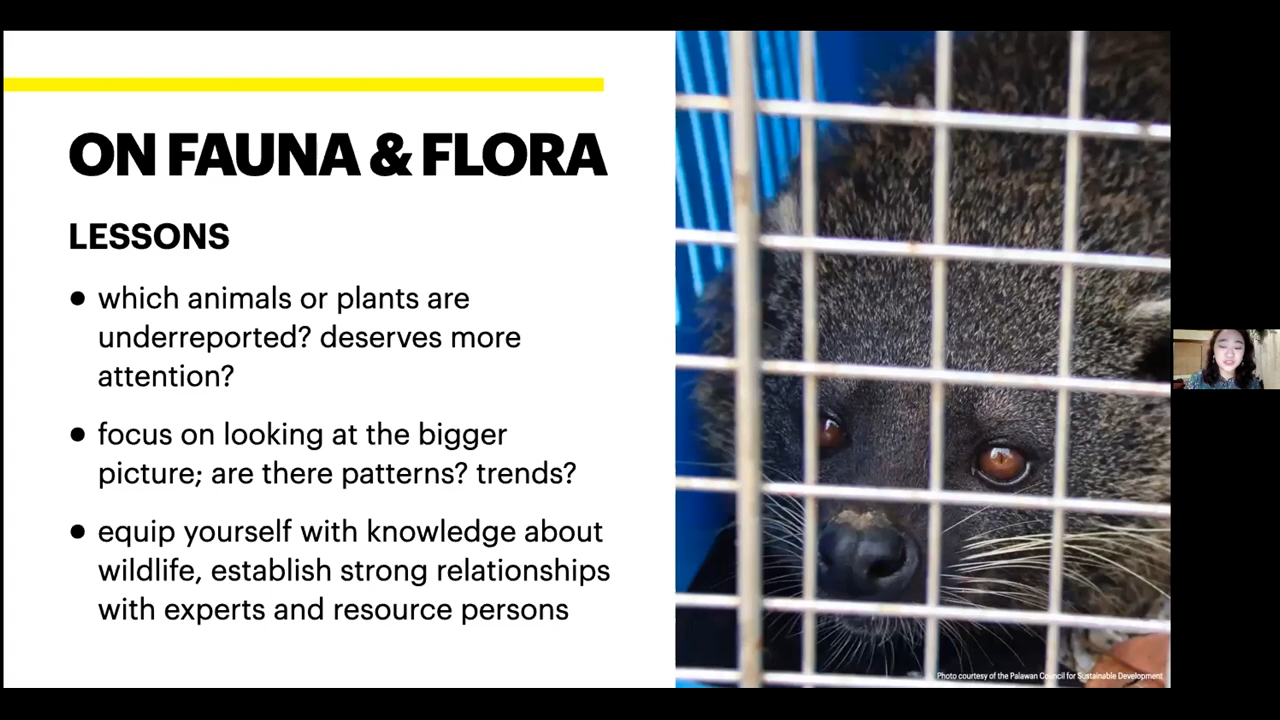 ON FAUNA & FLORA
LESSONS
● which animals or plants are
underreported? deserves more
attention?
● focus on looking at the bigger
picture; are there patterns? trends?
● equip yourself with knowledge about
wildlife, establish strong relationships
with experts and resource persons
Photo courtesy of the Palawan Council for Sustainable Development